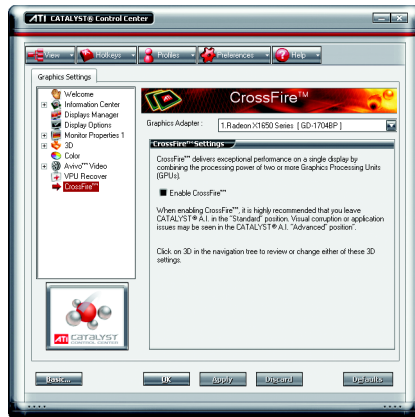 ATI CATALYST® Control Center
View Hotkeys Profiles Preferences Help
Graphics Settings
Welcome
Information Center
Displays Manager
Display Options
Monitor Properties 1
3D
Color
Avivo™ Video
VPU Recover
CrossFire™
CrossFire™
Graphics Adapter :
1.Radeon X1650 Series [ GD-1704BP ]
CrossFire™ Settings
CrossFire™ delivers exceptional performance on a single display by
combining the processing power of two or more Graphics Processing Units
(GPUs).
Enable CrossFire™
When enabling CrossFire™, it is highly recommended that you leave
CATALYST® A.I. in the "Standard" position. Visual corruption or application
issues may be seen in the CATALYST® A.I. "Advanced" position".
Click on 3D in the navigation tree to review or change either of these 3D
settings.
ATI CATALYST
CONTROL CENTER
Basic... Ok Apply Discard Defaults